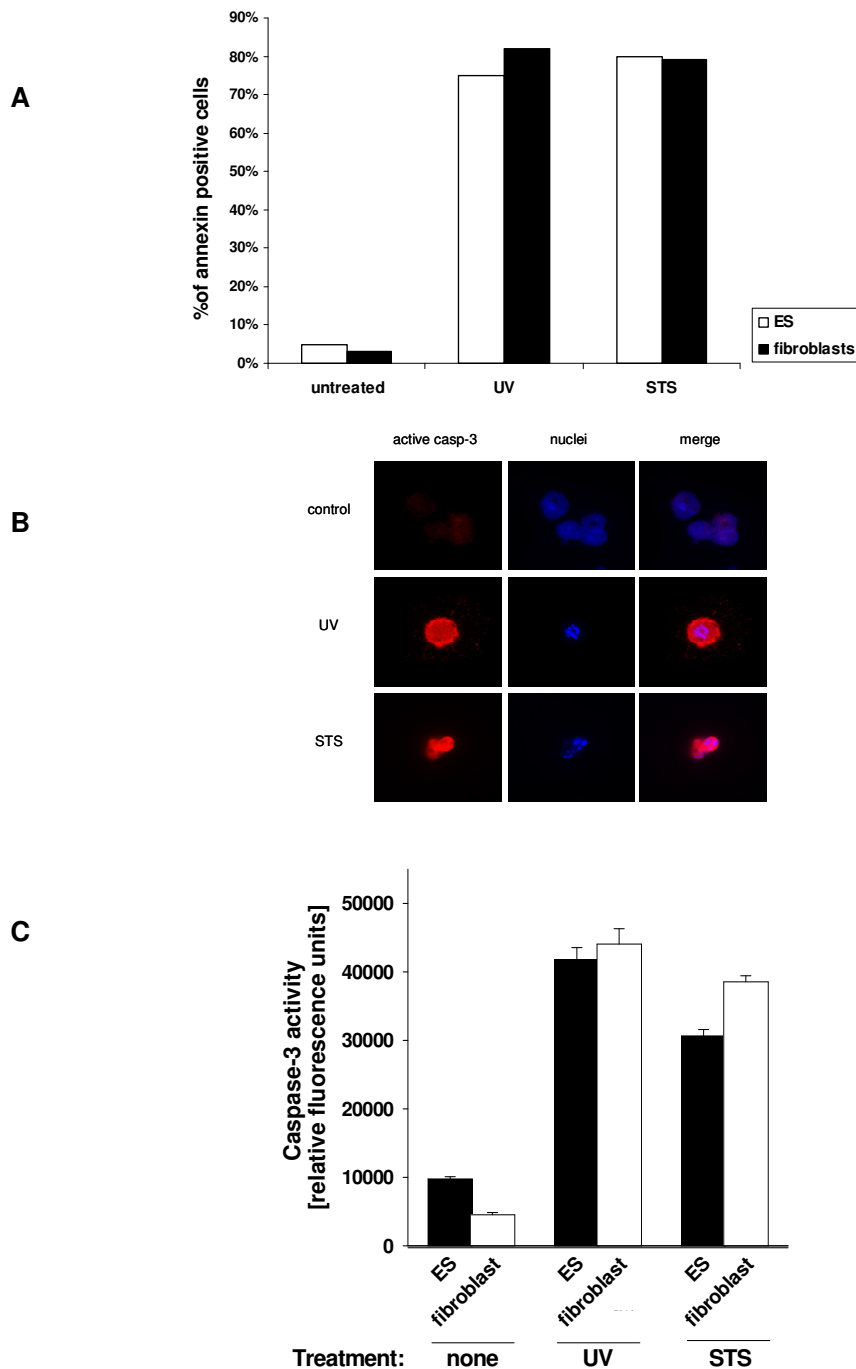 A
%of annexin positive cells
90%
80%
70%
60%
50%
40%
30%
20%
10%
0%
untreated UV STS
ES
fibroblasts
B
active casp-3 nuclei merge
control
UV
STS
C
Caspase-3 activity
[relative fluorescence units]
50000
40000
30000
20000
10000
0
ES fibroblast ES fibroblast ES fibroblast
Treatment: none UV STS